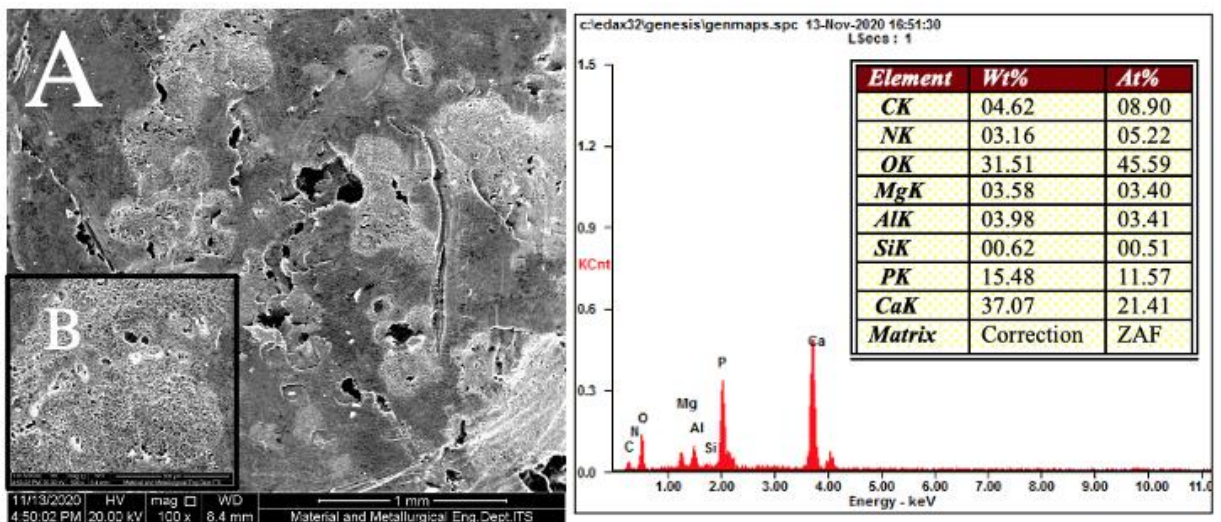 A
B
11/13/2020 HV mag □ WD
4:50:02 PM 20.00 kV 100 x 8.4 mm
1 mm
Material and Metallurgical Eng.Dept.ITS
c:\edax32\genesis\genmaps.spc 13-Nov-2020 16:51:30
LSecs : 1
1.5
1.2
0.9
KCnt
0.6
0.3
0.0
Element Wt% At%
CK 04.62 08.90
NK 03.16 05.22
OK 31.51 45.59
MgK 03.58 03.40
AlK 03.98 03.41
SiK 00.62 00.51
PK 15.48 11.57
CaK 37.07 21.41
Matrix Correction ZAF
C
N
O
Mg
Al
Si
P
Ca
1.00 2.00 3.00 4.00 5.00 6.00 7.00 8.00 9.00 10.00 11.0
Energy - keV